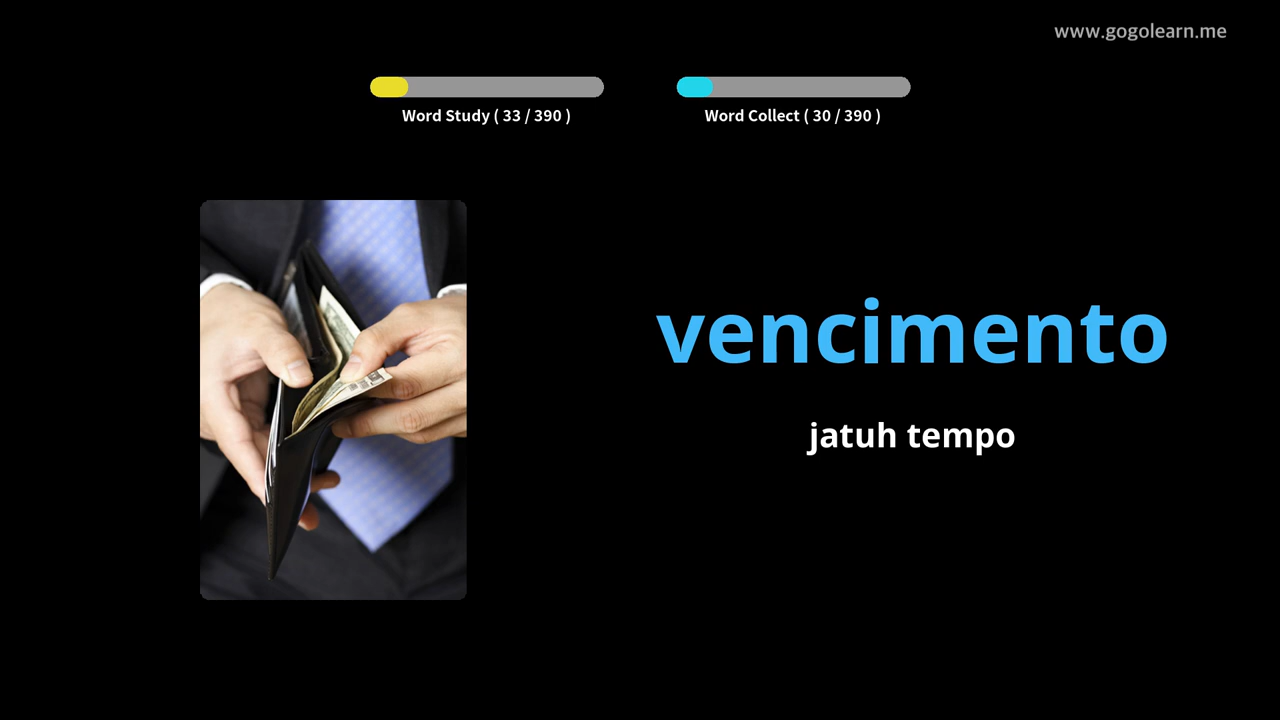 www.gogolearn.me
Word Study ( 33 / 390 )
Word Collect ( 30 / 390 )
vencimento
jatuh tempo